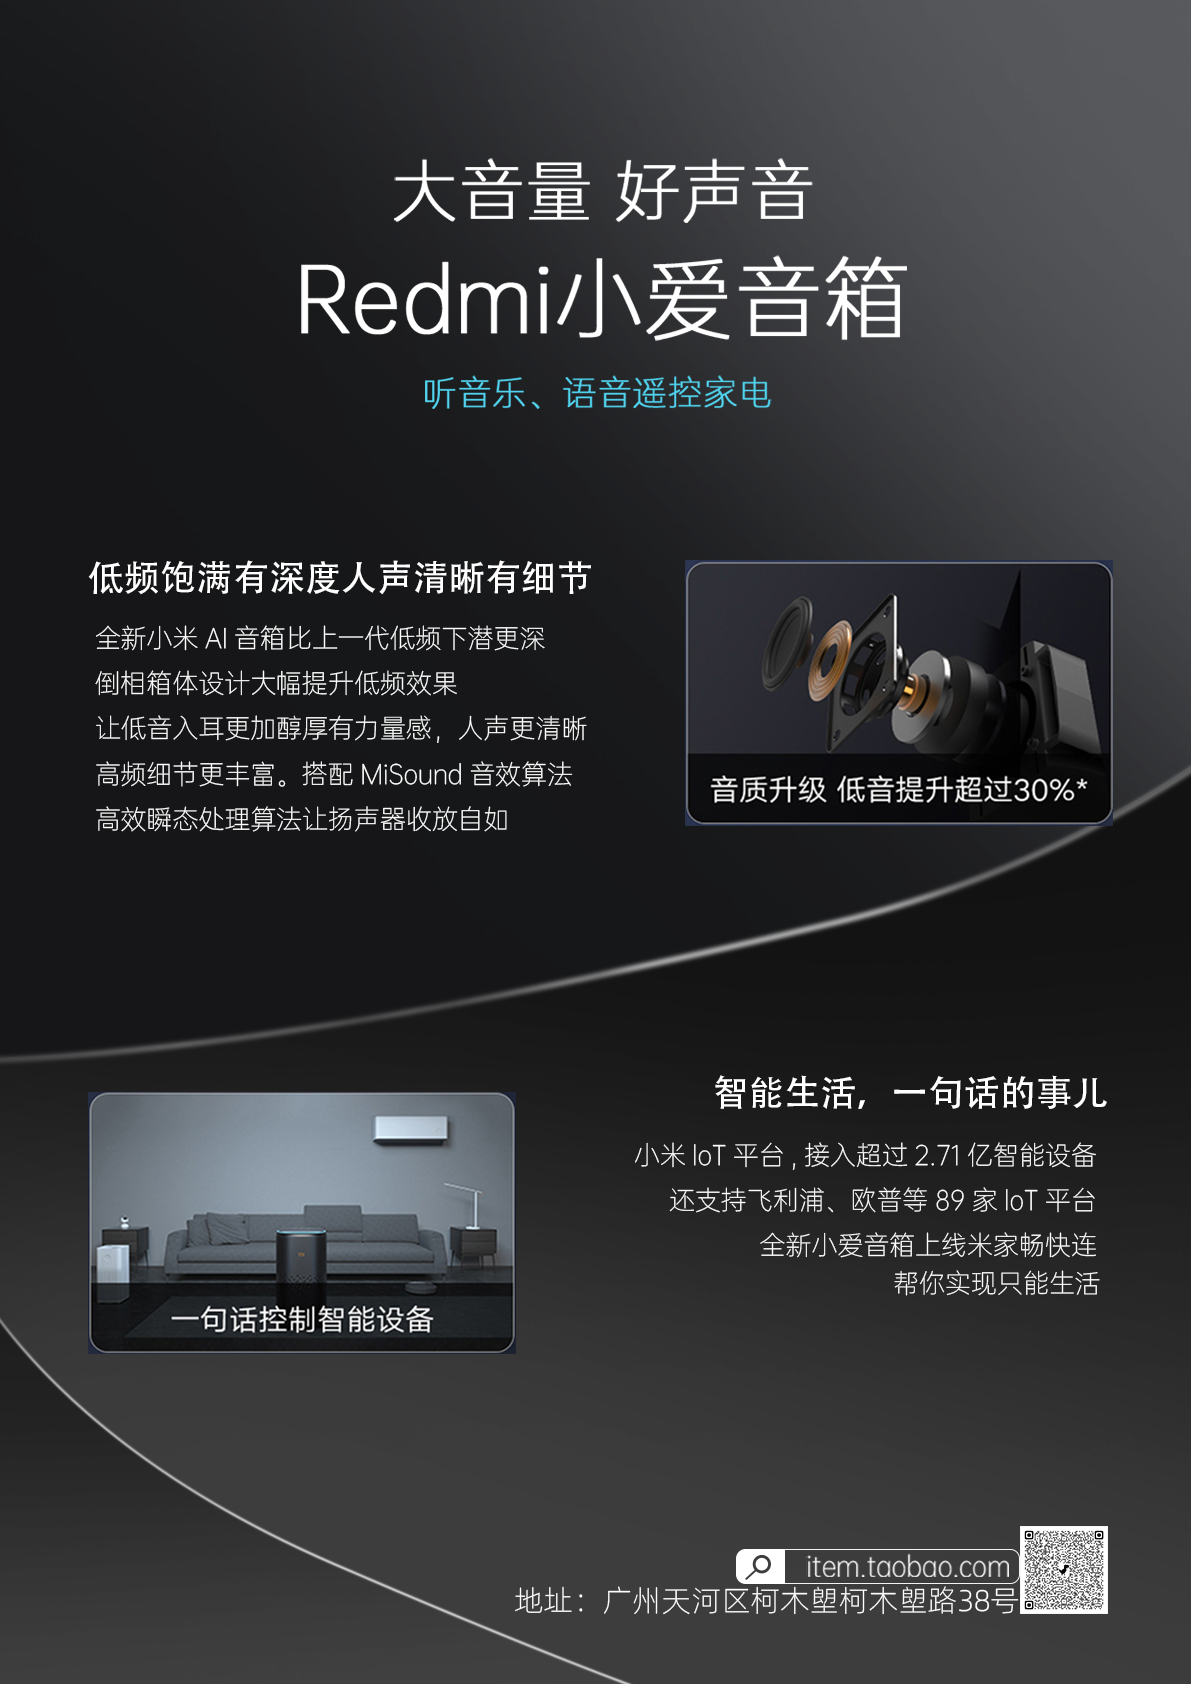 大音量 好声音
Redmi小爱音箱
听音乐、语音遥控家电
低频饱满有深度人声清晰有细节
全新小米 AI 音箱比上一代低频下潜更深
倒相箱体设计大幅提升低频效果
让低音入耳更加醇厚有力量感，人声更清晰
高频细节更丰富。搭配 MiSound 音效算法
高效瞬态处理算法让扬声器收放自如
音质升级 低音提升超过30%*
智能生活，一句话的事儿
小米 IoT 平台 , 接入超过 2.71 亿智能设备
还支持飞利浦、欧普等 89 家 IoT 平台
全新小爱音箱上线米家畅快连
帮你实现只能生活
一句话控制智能设备
item.taobao.com
地址：广州天河区柯木塱柯木塱路38号